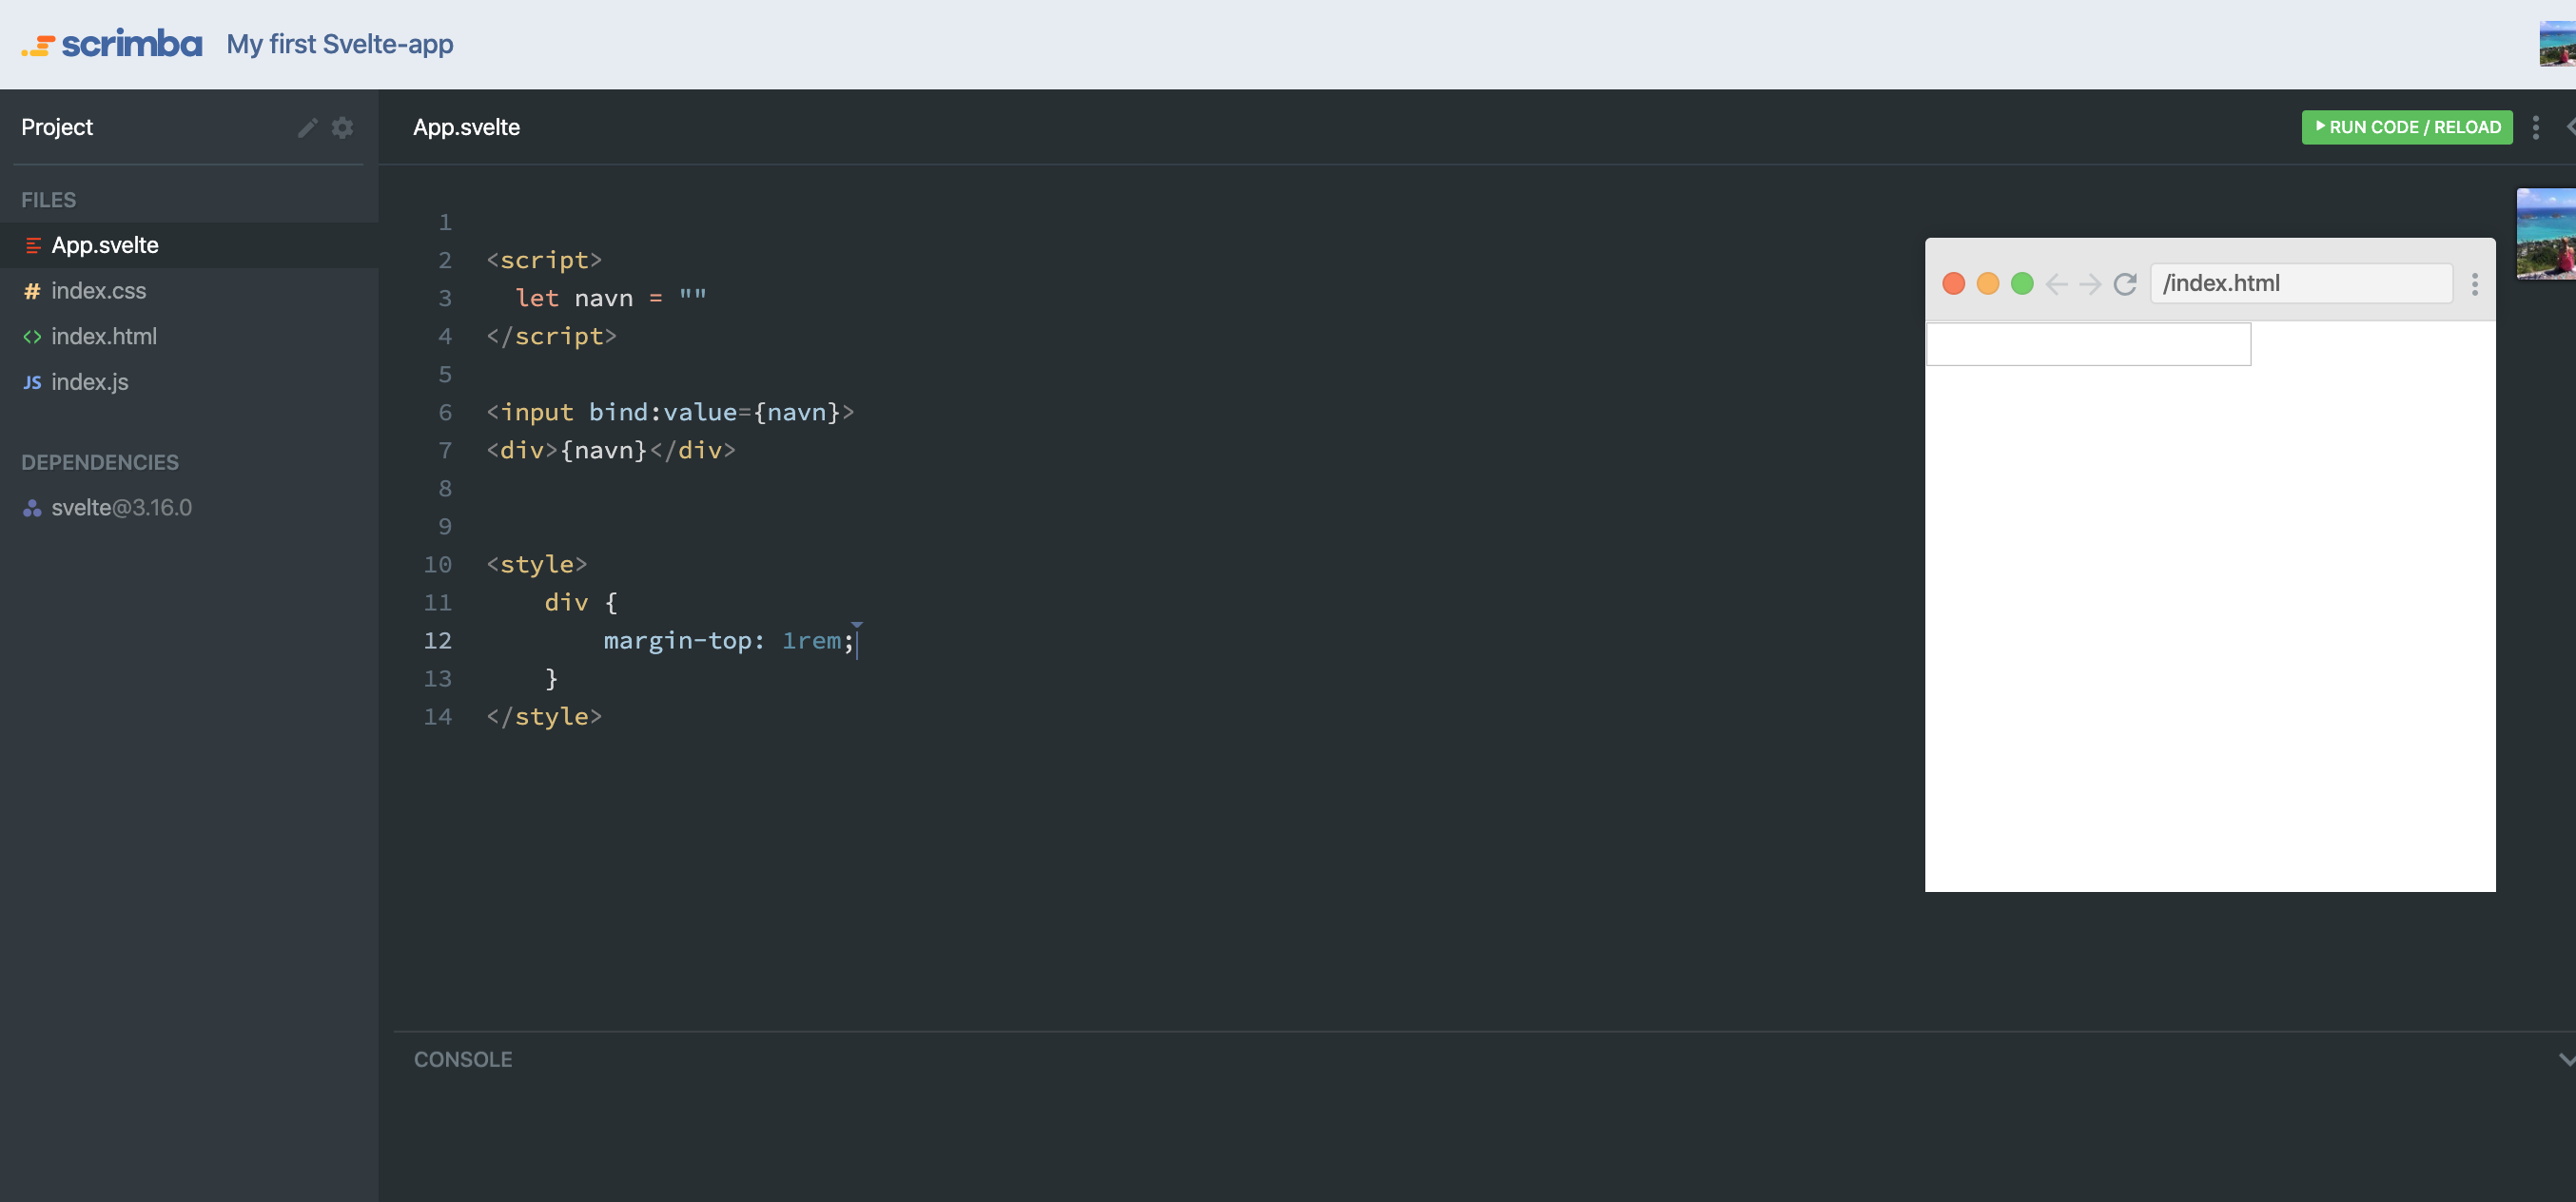 scrimba My first Svelte-app
Project
App.svelte
RUN CODE / RELOAD
FILES
App.svelte
# index.css
<> index.html
JS index.js
DEPENDENCIES
svelte@3.16.0
1
2 <script>
3 let navn = ""
4 </script>
5
6 <input bind:value={navn}>
7 <div>{navn}</div>
8
9
10 <style>
11 div {
12 margin-top: 1rem;
13 }
14 </style>
/index.html
CONSOLE